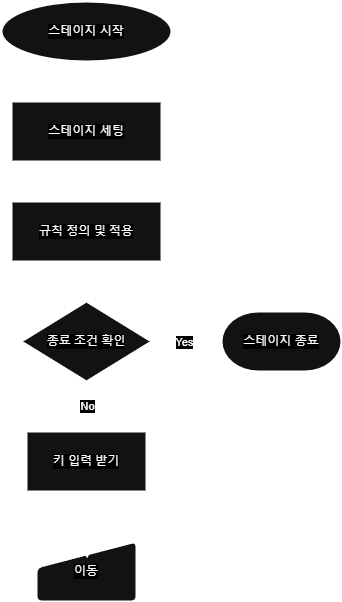 스테이지 시작
스테이지 세팅
규칙 정의 및 적용
종료 조건 확인
Yes
스테이지 종료
No
키 입력 받기
이동